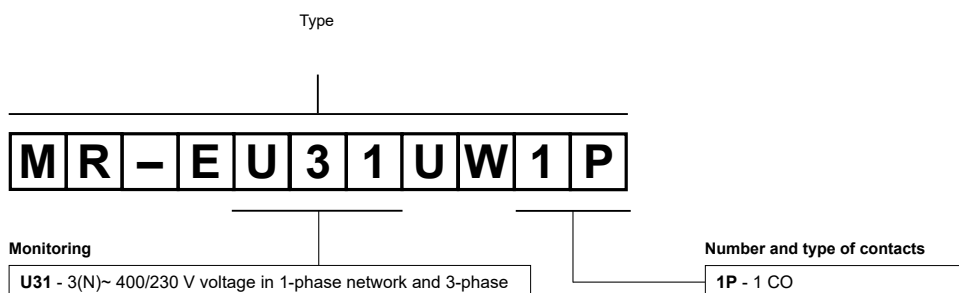 Type
MR–EU31UW1P
Monitoring
Number and type of contacts
U31 - 3(N)~ 400/230 V voltage in 1-phase network and 3-phase
1P - 1 CO